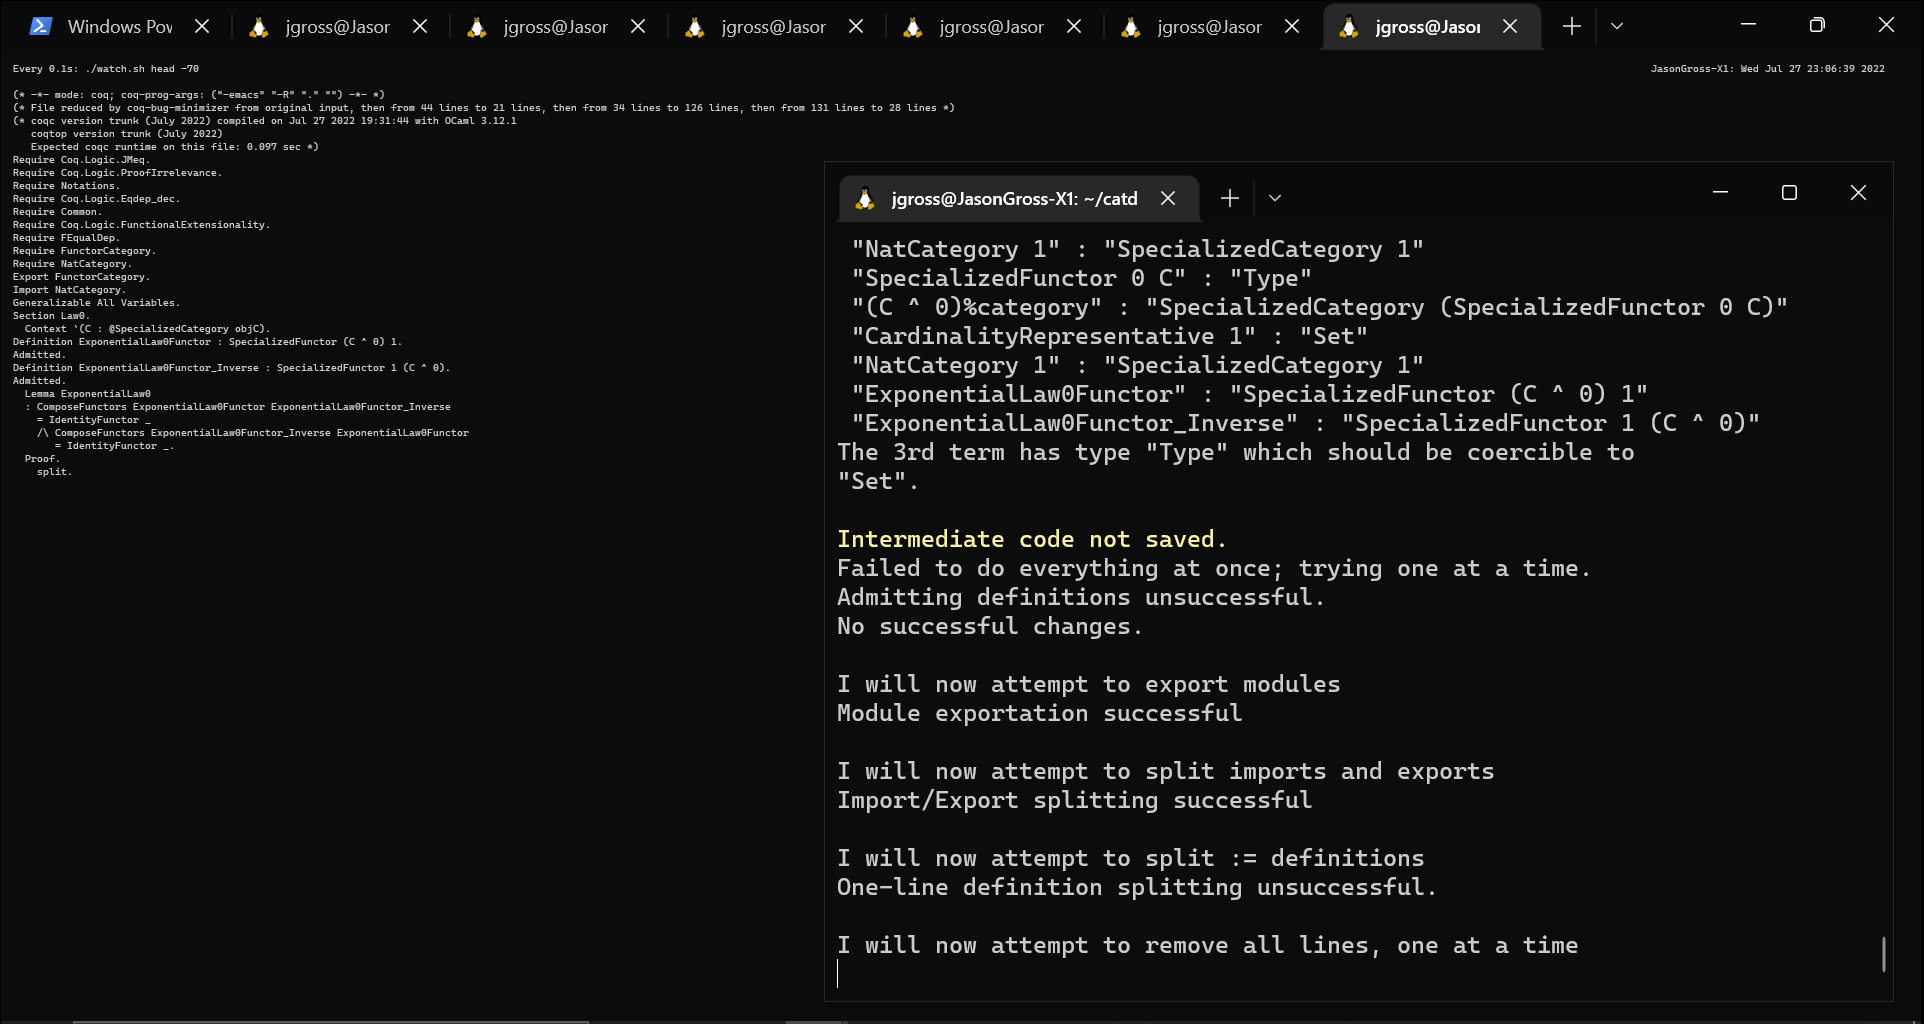 Windows Pov
jgross@Jasor
jgross@Jasor
jgross@Jasor
jgross@Jasor
jgross@Jasor
jgross@Jasor
Every 0.1s: ./watch.sh head -70
JasonGross-X1: Wed Jul 27 23:06:39 2022
(* -*- mode: coq; coq-prog-args: ("-emacs" "-R" "." "") -*- *)
(* File reduced by coq-bug-minimizer from original input, then from 44 lines to 21 lines, then from 34 lines to 126 lines, then from 131 lines to 28 lines *)
(* coqc version trunk (July 2022) compiled on Jul 27 2022 19:31:44 with OCaml 3.12.1
coqtop version trunk (July 2022)
Expected coqc runtime on this file: 0.097 sec *)
Require Coq.Logic.JMeq.
Require Coq.Logic.ProofIrrelevance.
Require Notations.
Require Coq.Logic.Eqdep_dec.
Require Common.
Require Coq.Logic.FunctionalExtensionality.
Require FEqualDep.
Require FunctorCategory.
Require NatCategory.
Export FunctorCategory.
Import NatCategory.
Generalizable All Variables.
Section Law0.
Context `(C : @SpecializedCategory objC).
Definition ExponentialLaw0Functor : SpecializedFunctor (C ^ 0) 1.
Admitted.
Definition ExponentialLaw0Functor_Inverse : SpecializedFunctor 1 (C ^ 0).
Admitted.
Lemma ExponentialLaw0
: ComposeFunctors ExponentialLaw0Functor ExponentialLaw0Functor_Inverse
= IdentityFunctor _
/\ ComposeFunctors ExponentialLaw0Functor_Inverse ExponentialLaw0Functor
= IdentityFunctor _.
Proof.
split.
jgross@JasonGross-X1: ~/catd
"NatCategory 1" : "SpecializedCategory 1"
"SpecializedFunctor 0 C" : "Type"
"(C ^ 0)%category" : "SpecializedCategory (SpecializedFunctor 0 C)"
"CardinalityRepresentative 1" : "Set"
"NatCategory 1" : "SpecializedCategory 1"
"ExponentialLaw0Functor" : "SpecializedFunctor (C ^ 0) 1"
"ExponentialLaw0Functor_Inverse" : "SpecializedFunctor 1 (C ^ 0)"
The 3rd term has type "Type" which should be coercible to
"Set".
Intermediate code not saved.
Failed to do everything at once; trying one at a time.
Admitting definitions unsuccessful.
No successful changes.
I will now attempt to export modules
Module exportation successful
I will now attempt to split imports and exports
Import/Export splitting successful
I will now attempt to split := definitions
One-line definition splitting unsuccessful.
I will now attempt to remove all lines, one at a time